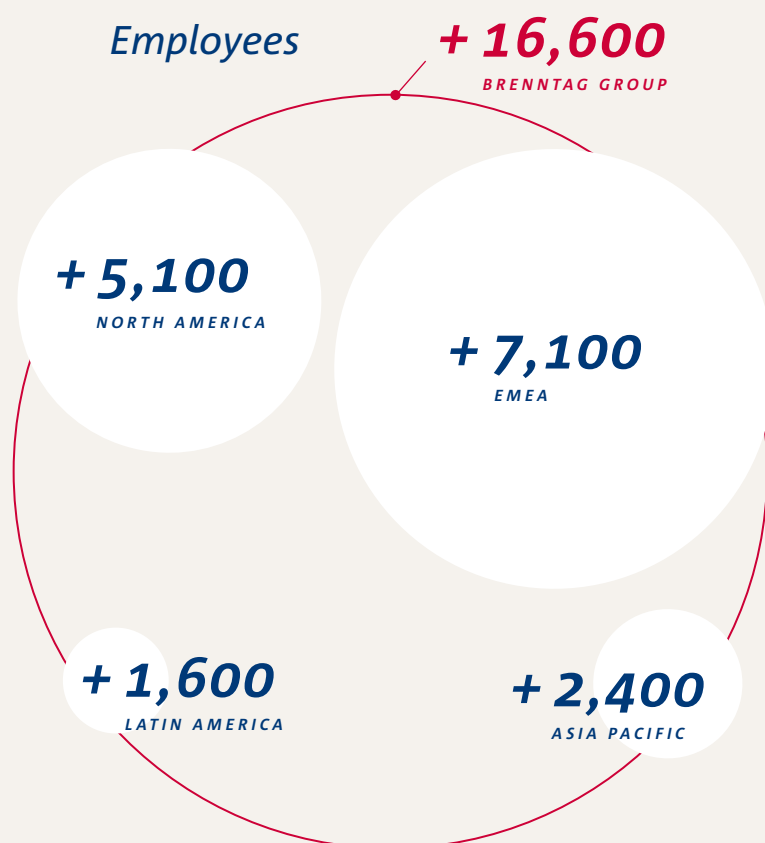 Employees
+ 16,600
BRENNTAG GROUP
+ 5,100
NORTH AMERICA
+ 7,100
EMEA
+ 1,600
LATIN AMERICA
+ 2,400
ASIA PACIFIC